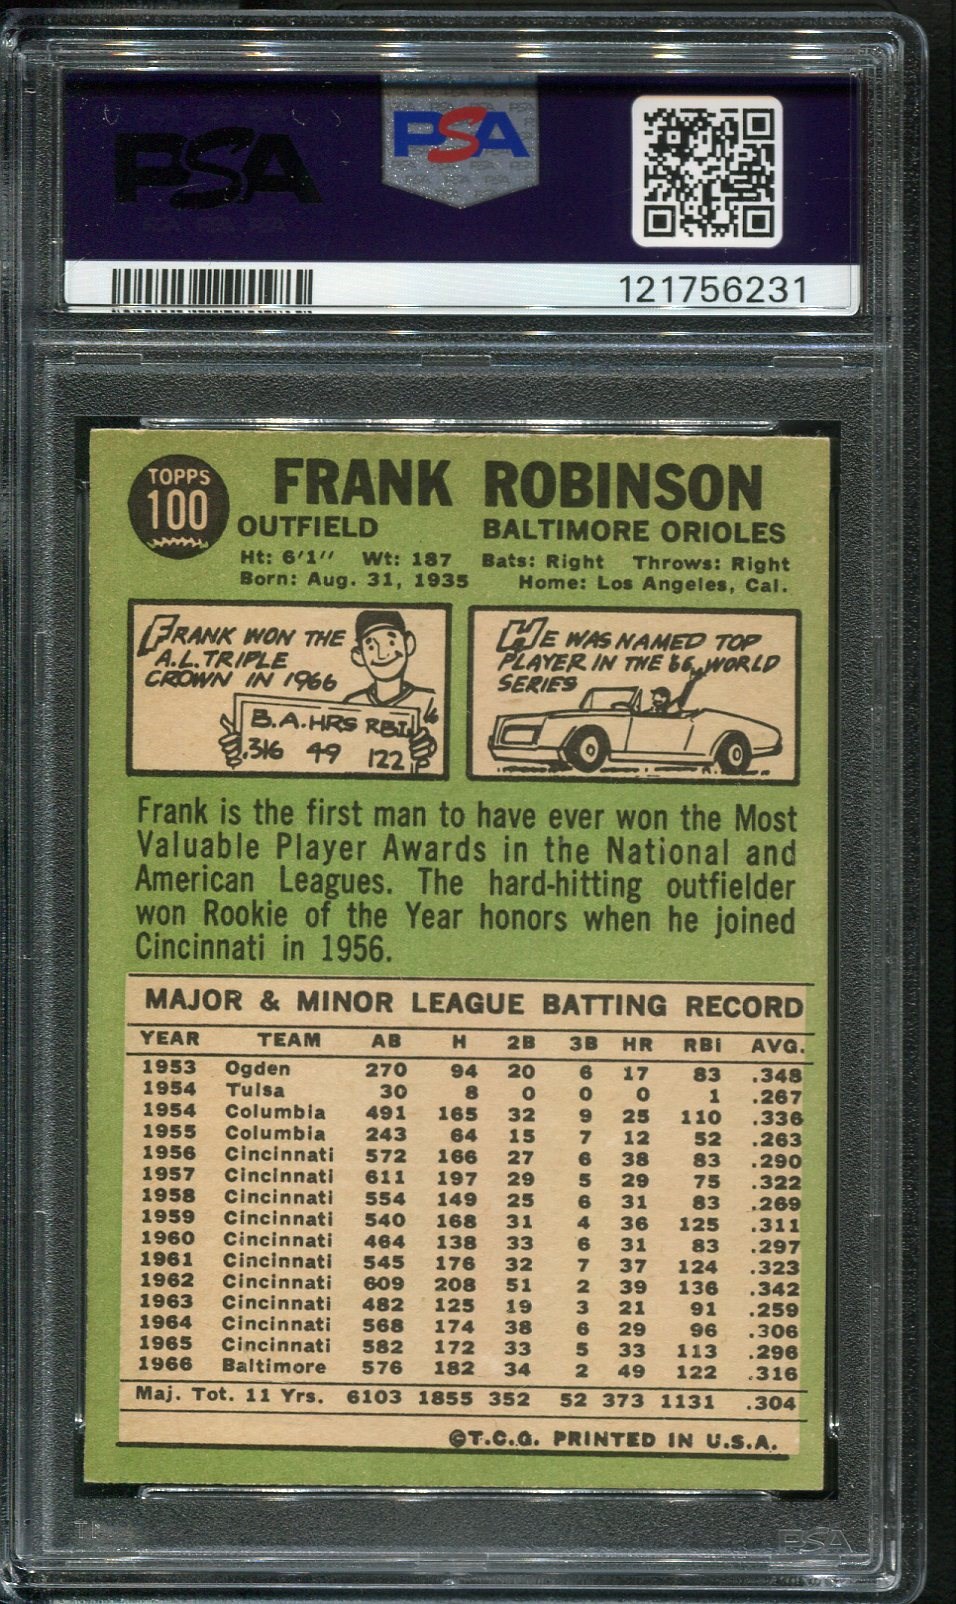 PSA
PSA
121756231
TOPPS
100
FRANK ROBINSON
OUTFIELD BALTIMORE ORIOLES
Ht: 6'1" Wt: 187 Bats: Right Throws: Right
Born: Aug. 31, 1935 Home: Los Angeles, Cal.
FRANK WON THE
A.L. TRIPLE
CROWN IN 1966
B.A. HRS RBI
.316 49 122
HE WAS NAMED TOP
PLAYER IN THE '66 WORLD
SERIES
Frank is the first man to have ever won the Most
Valuable Player Awards in the National and
American Leagues. The hard-hitting outfielder
won Rookie of the Year honors when he joined
Cincinnati in 1956.
MAJOR & MINOR LEAGUE BATTING RECORD
YEAR TEAM AB H 2B 3B HR RBI AVG.
1953 Ogden 270 94 20 6 17 83 .348
1954 Tulsa 30 8 0 0 0 1 .267
1954 Columbia 491 165 32 9 25 110 .336
1955 Columbia 243 64 15 7 12 52 .263
1956 Cincinnati 572 166 27 6 38 83 .290
1957 Cincinnati 611 197 29 5 29 75 .322
1958 Cincinnati 554 149 25 6 31 83 .269
1959 Cincinnati 540 168 31 4 36 125 .311
1960 Cincinnati 464 138 33 6 31 83 .297
1961 Cincinnati 545 176 32 7 37 124 .323
1962 Cincinnati 609 208 51 2 39 136 .342
1963 Cincinnati 482 125 19 3 21 91 .259
1964 Cincinnati 568 174 38 6 29 96 .306
1965 Cincinnati 582 172 33 5 33 113 .296
1966 Baltimore 576 182 34 2 49 122 .316
Maj. Tot. 11 Yrs. 6103 1855 352 52 373 1131 .304
©T.C.G. PRINTED IN U.S.A.
PSA